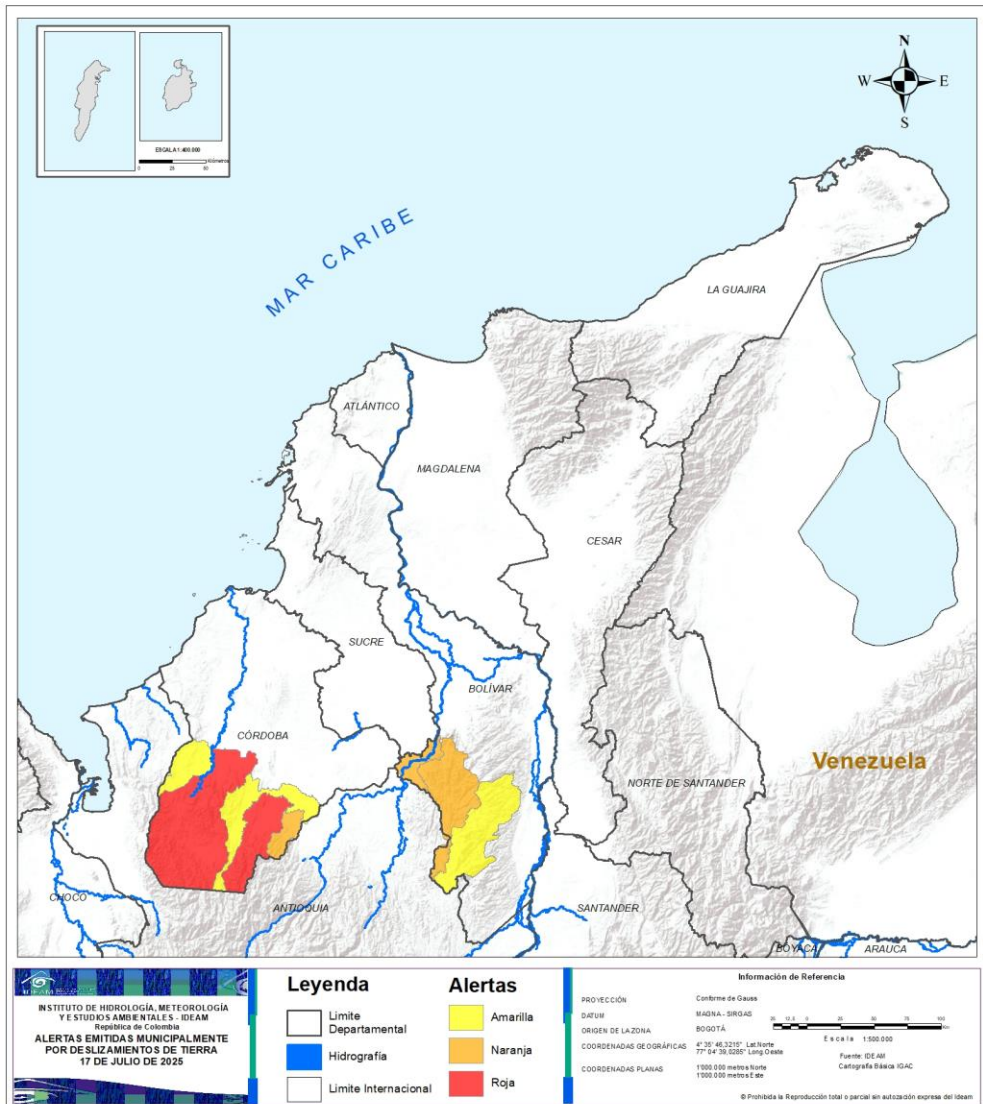 N
W
E
S
ESCALA 1:400.000
MAR CARIBE
LA GUAJIRA
ATLÁNTICO
MAGDALENA
CESAR
SUCRE
BOLÍVAR
CÓRDOBA
NORTE DE SANTANDER
Venezuela
CHOCO
ANTIOQUIA
SANTANDER
BOYACA
ARAUCA
IDEAM
INSTITUTO DE HIDROLOGÍA, METEOROLOGÍA
Y ESTUDIOS AMBIENTALES - IDEAM
República de Colombia
ALERTAS EMITIDAS MUNICIPALMENTE
POR DESLIZAMIENTOS DE TIERRA
17 DE JULIO DE 2025
Leyenda
Limite
Departamental
Hidrografía
Limite Internacional
Alertas
Amarilla
Naranja
Roja
Información de Referencia
PROYECCIÓN Conforme de Gauss
DATUM MAGNA - SIRGAS
ORIGEN DE LA ZONA BOGOTÁ
COORDENADAS GEOGRÁFICAS 4° 35' 46,3215" Lat.Norte
77° 04' 39,0285" Long.Oeste
COORDENADAS PLANAS 1'000.000 metros Norte
1'000.000 metros Este
Escala 1:500.000
Fuente: IDEAM
Cartografía Básica IGAC
© Prohibida la Reproducción total o parcial sin autozación expresa del Ideam